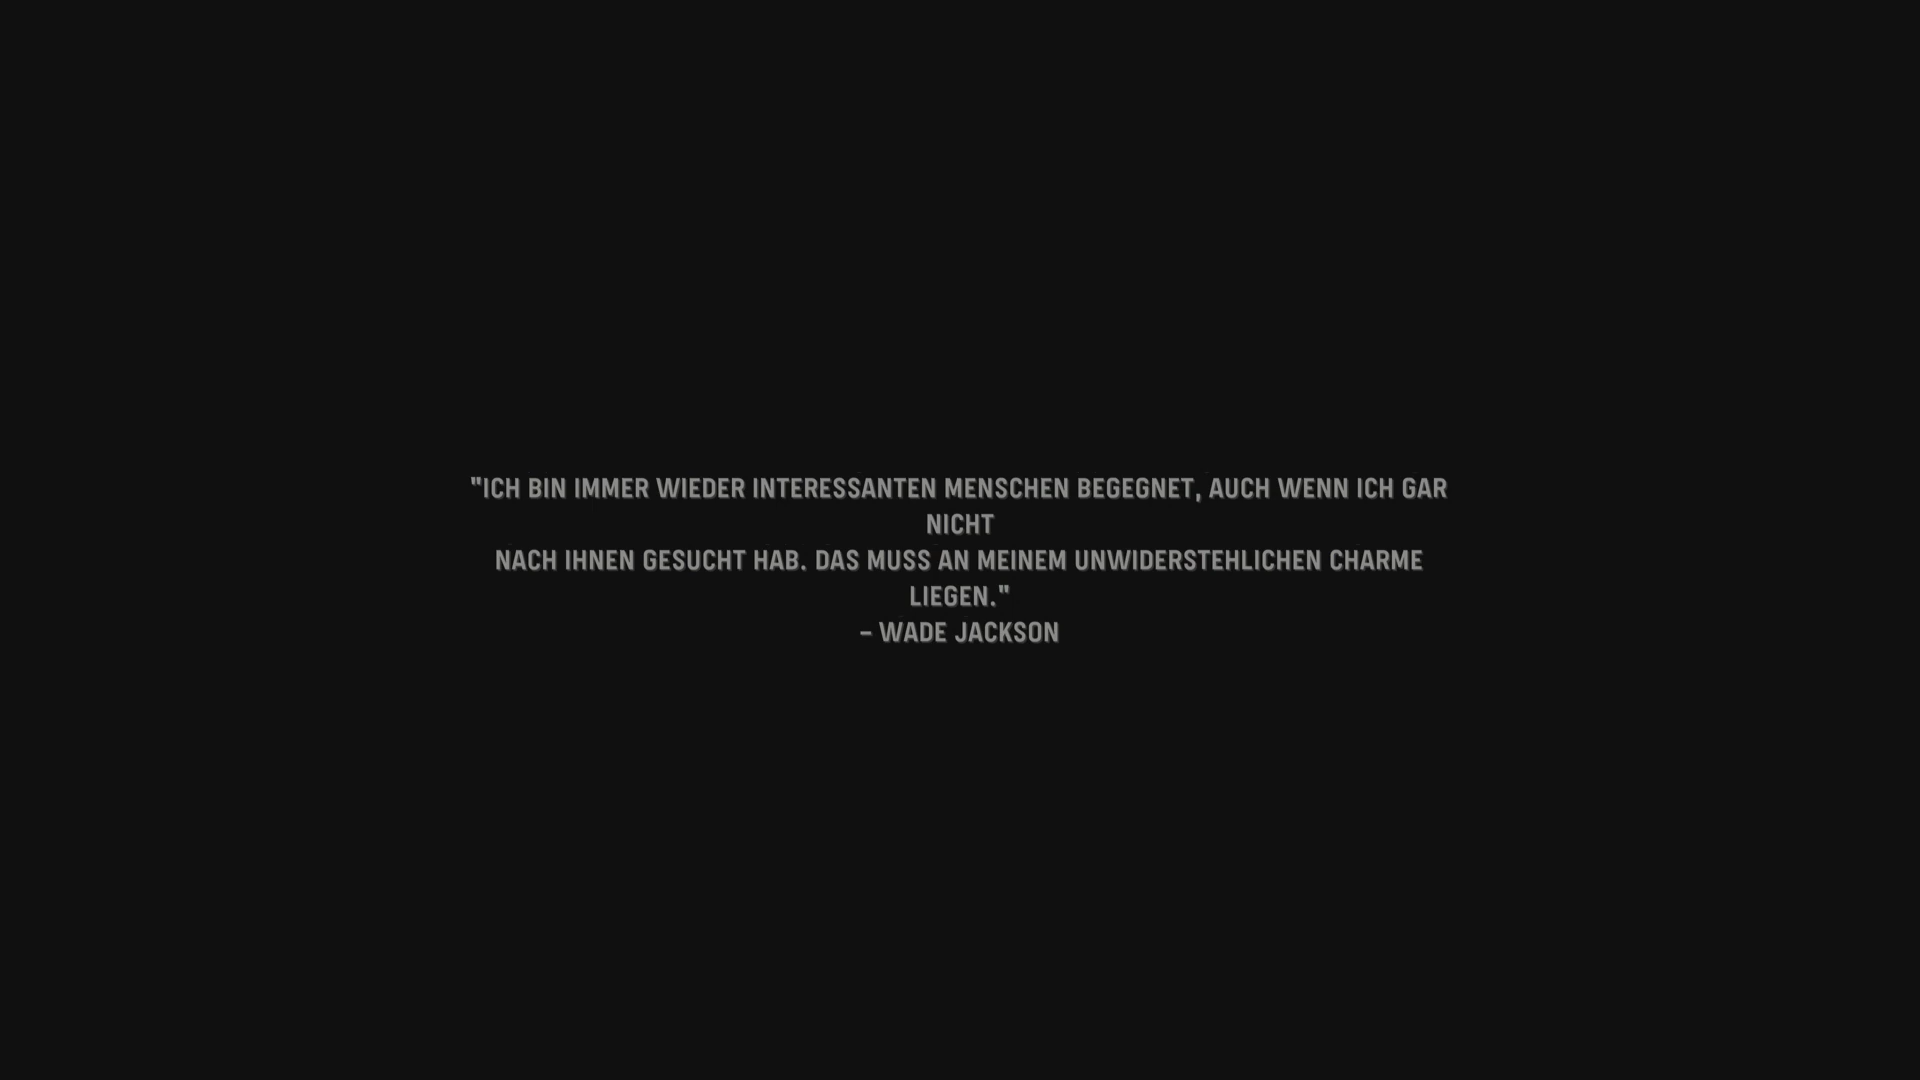 "ICH BIN IMMER WIEDER INTERESSANTEN MENSCHEN BEGEGNET, AUCH WENN ICH GAR
NICHT
NACH IHNEN GESUCHT HAB. DAS MUSS AN MEINEM UNWIDERSTEHLICHEN CHARME
LIEGEN."
– WADE JACKSON